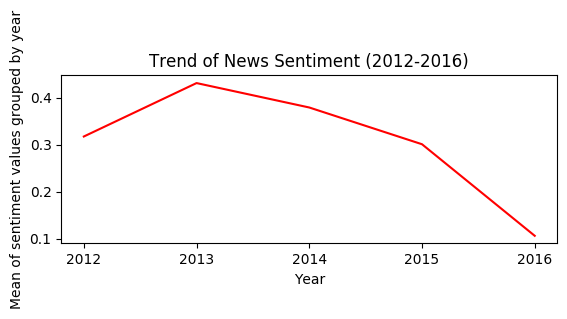 Trend of News Sentiment (2012-2016)
Mean of sentiment values grouped by year
0.4
0.3
0.2
0.1
2012 2013 2014 2015 2016
Year